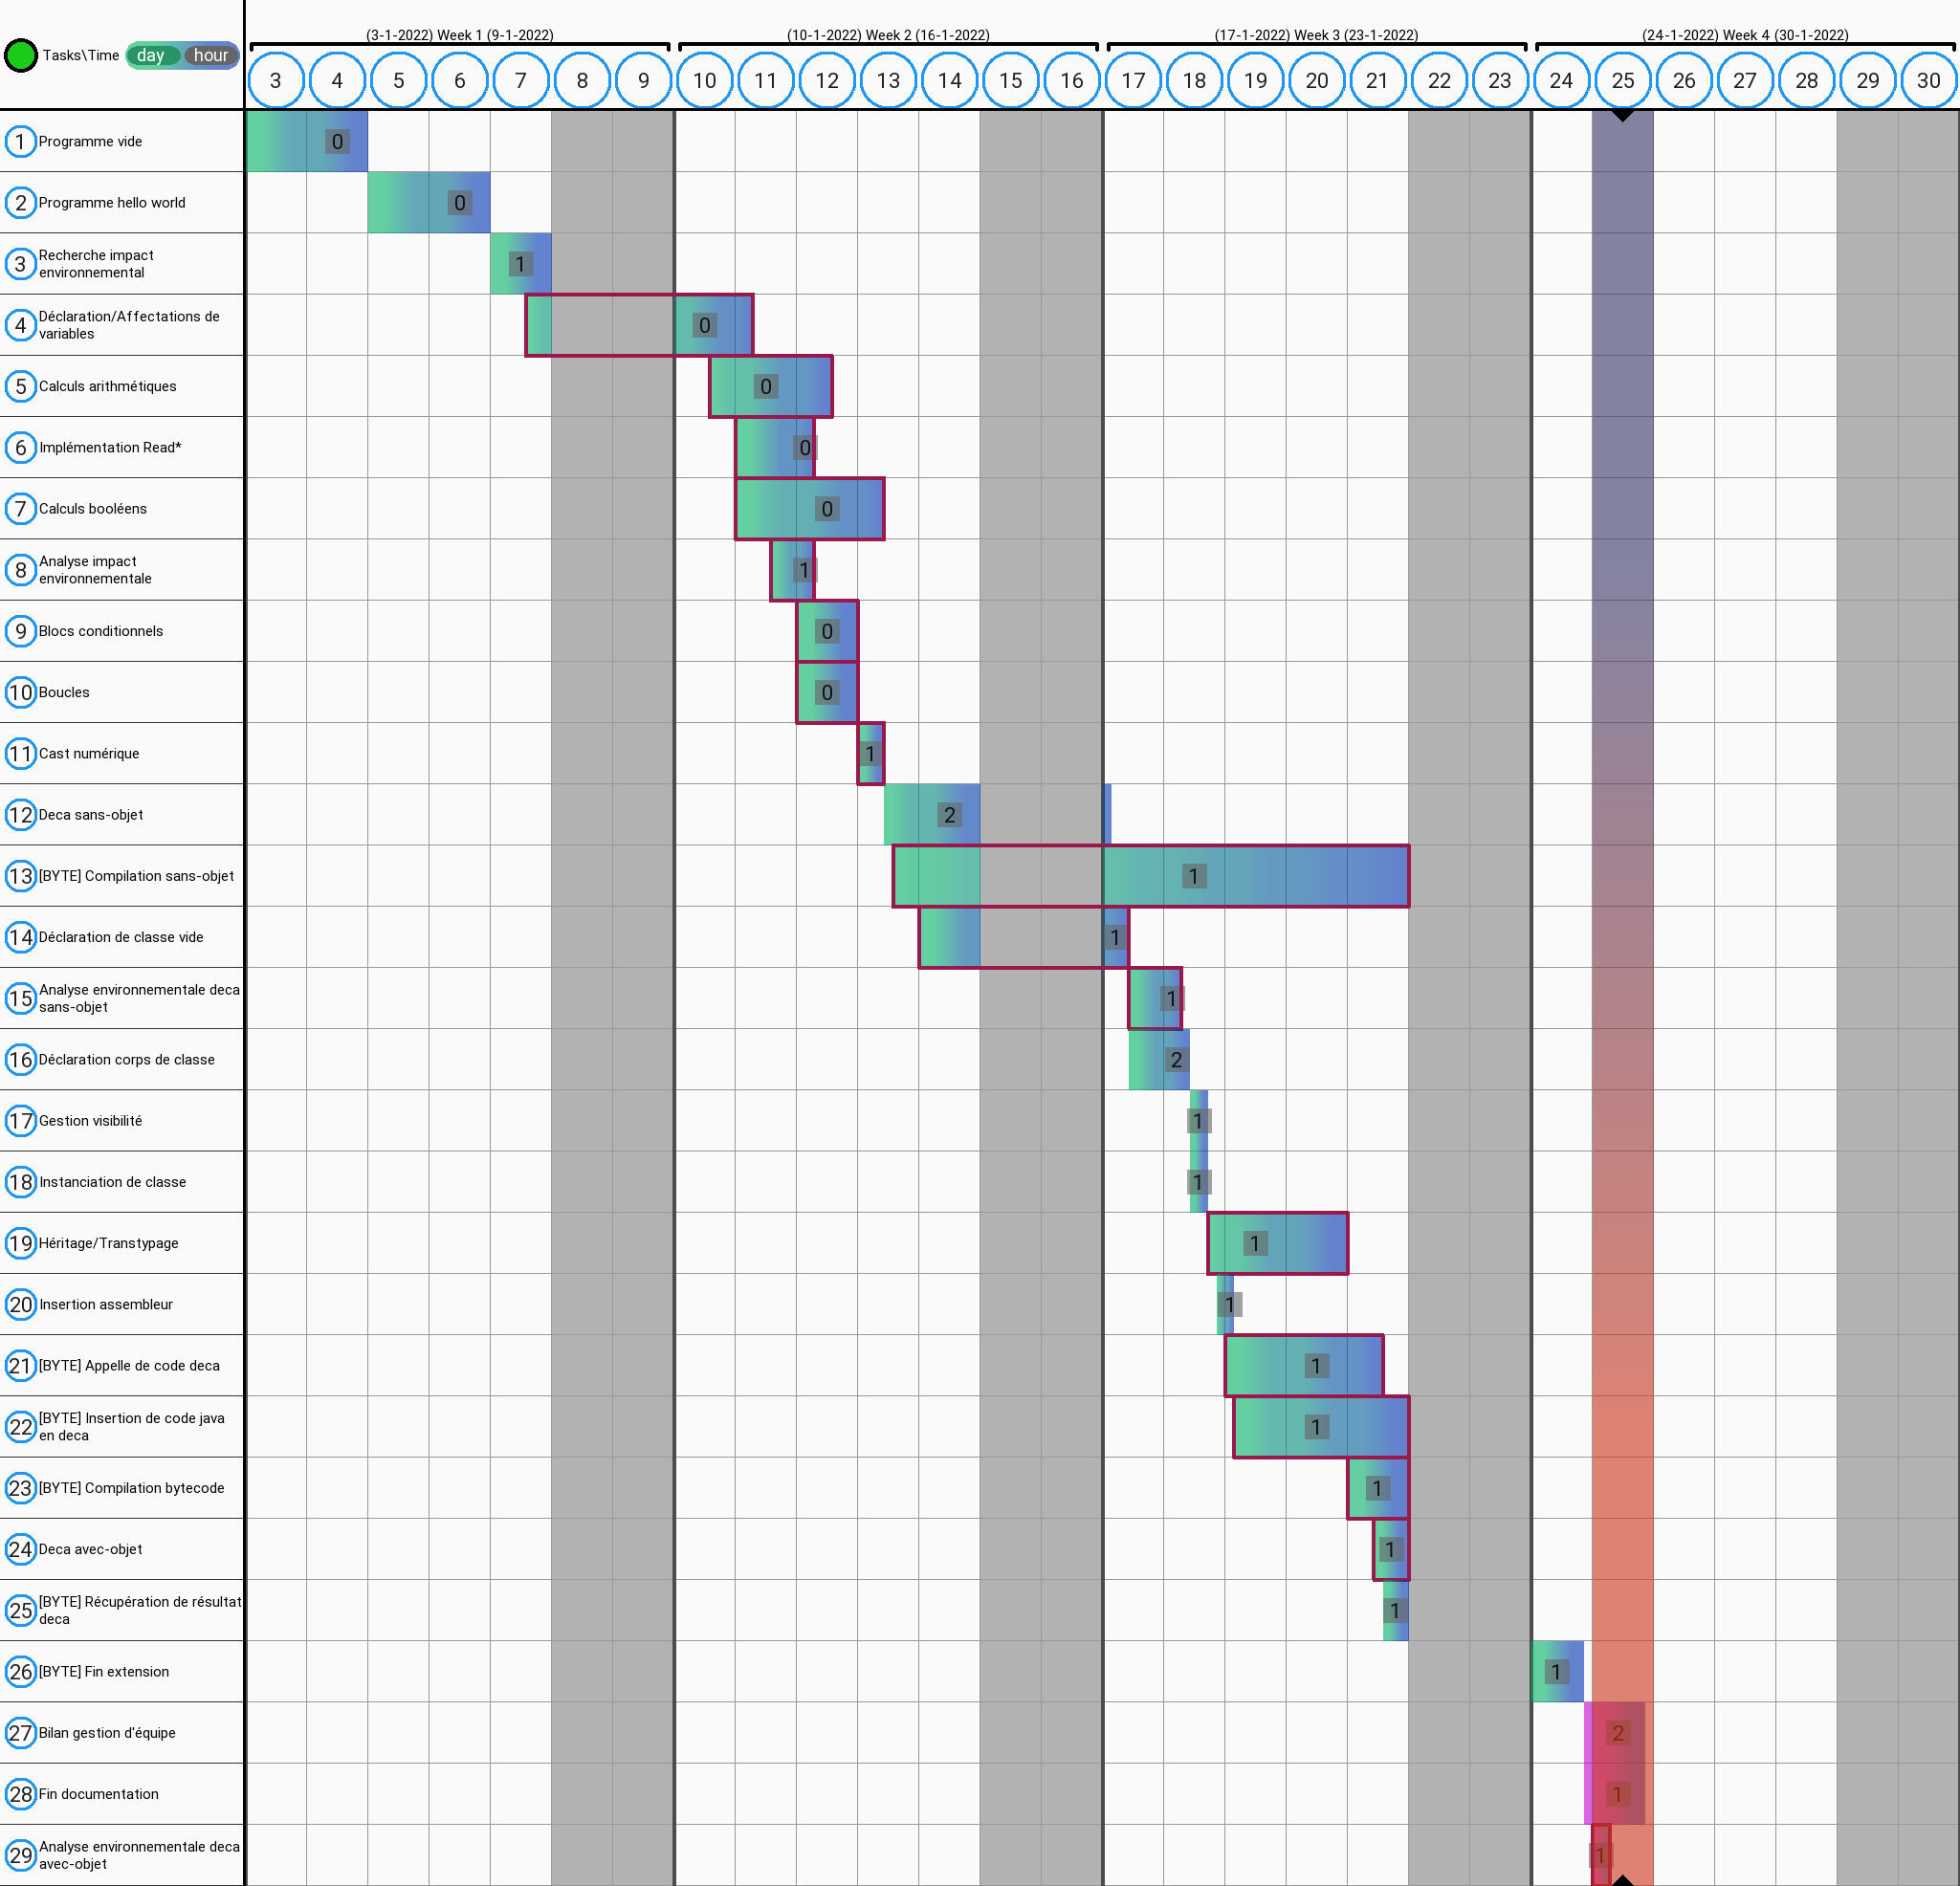 (3-1-2022) Week 1 (9-1-2022)
(10-1-2022) Week 2 (16-1-2022)
(17-1-2022) Week 3 (23-1-2022)
(24-1-2022) Week 4 (30-1-2022)
Tasks\Time day hour
3 4 5 6 7 8 9 10 11 12 13 14 15 16 17 18 19 20 21 22 23 24 25 26 27 28 29 30
1 Programme vide 0
2 Programme hello world 0
3 Recherche impact
environnemental 1
4 Déclaration/Affectations de
variables 0
5 Calculs arithmétiques 0
6 Implémentation Read* 0
7 Calculs booléens 0
8 Analyse impact
environnementale 1
9 Blocs conditionnels 0
10 Boucles 0
11 Cast numérique 1
12 Deca sans-objet 2
13 [BYTE] Compilation sans-objet 1
14 Déclaration de classe vide 1
15 Analyse environnementale deca
sans-objet 1
16 Déclaration corps de classe 2
17 Gestion visibilité 1
18 Instanciation de classe 1
19 Héritage/Transtypage 1
20 Insertion assembleur 1
21 [BYTE] Appelle de code deca 1
22 [BYTE] Insertion de code java
en deca 1
23 [BYTE] Compilation bytecode 1
24 Deca avec-objet 1
25 [BYTE] Récupération de résultat
deca 1
26 [BYTE] Fin extension 1
27 Bilan gestion d'équipe 2
28 Fin documentation 1
29 Analyse environnementale deca
avec-objet 1